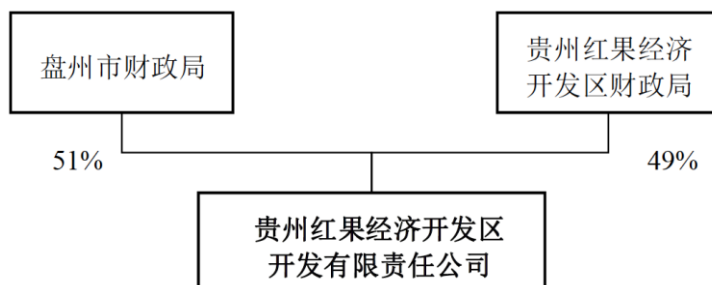 盘州市财政局
贵州红果经济
开发区财政局
51%
49%
贵州红果经济开发区
开发有限责任公司